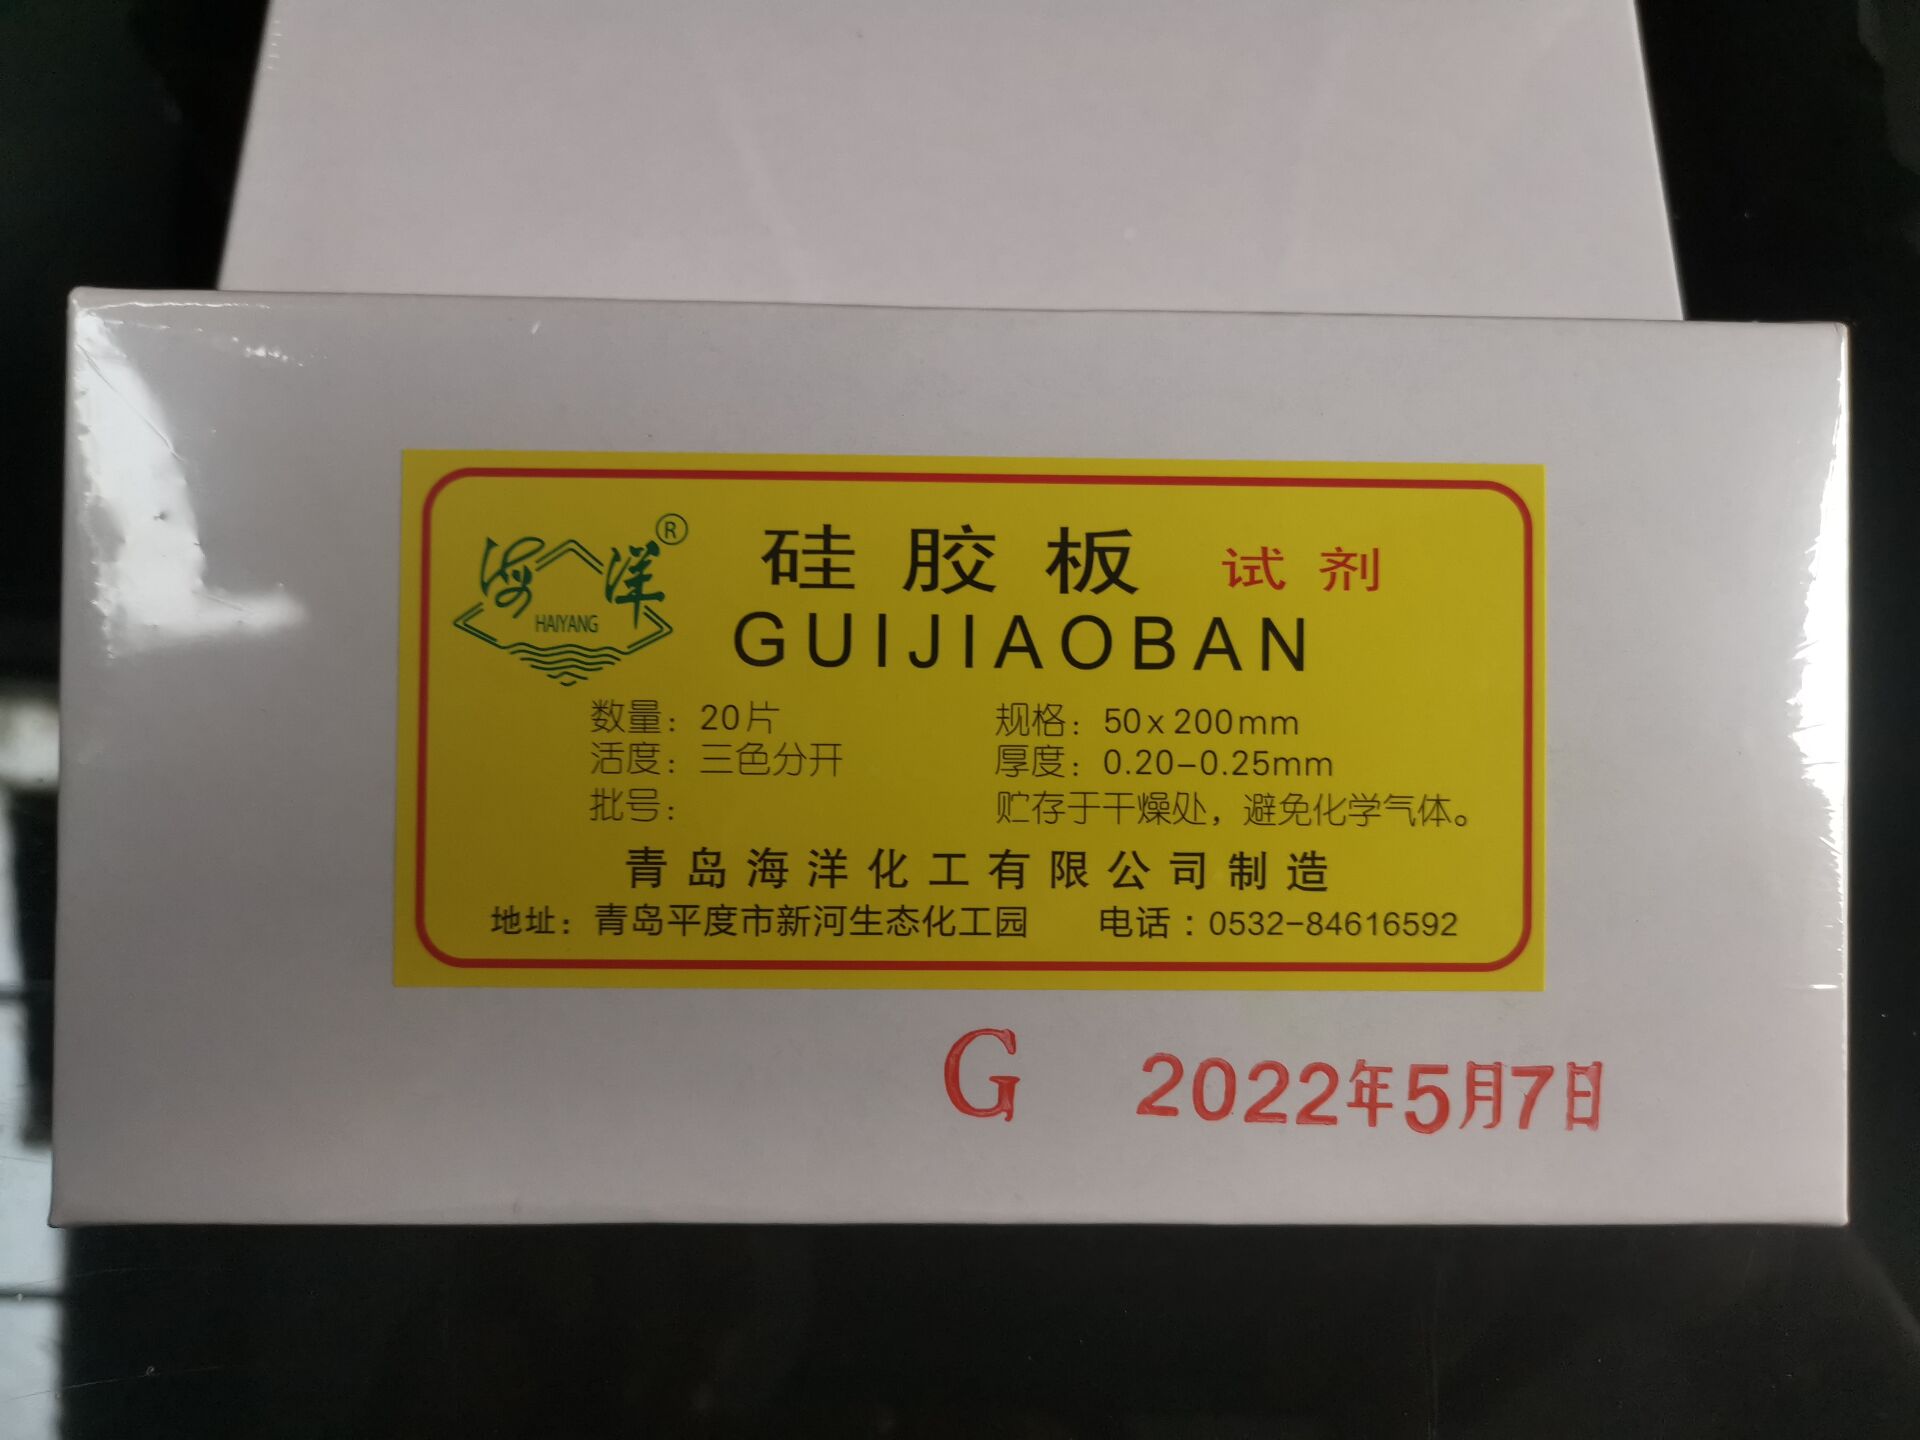 海洋®
HAIYANG
硅胶板 试剂
GUIJIAOBAN
数量：20片 规格：50x200mm
活度：三色分开 厚度：0.20-0.25mm
批号： 贮存于干燥处，避免化学气体。
青岛海洋化工有限公司制造
地址：青岛平度市新河生态化工园 电话：0532-84616592
G 2022年5月7日